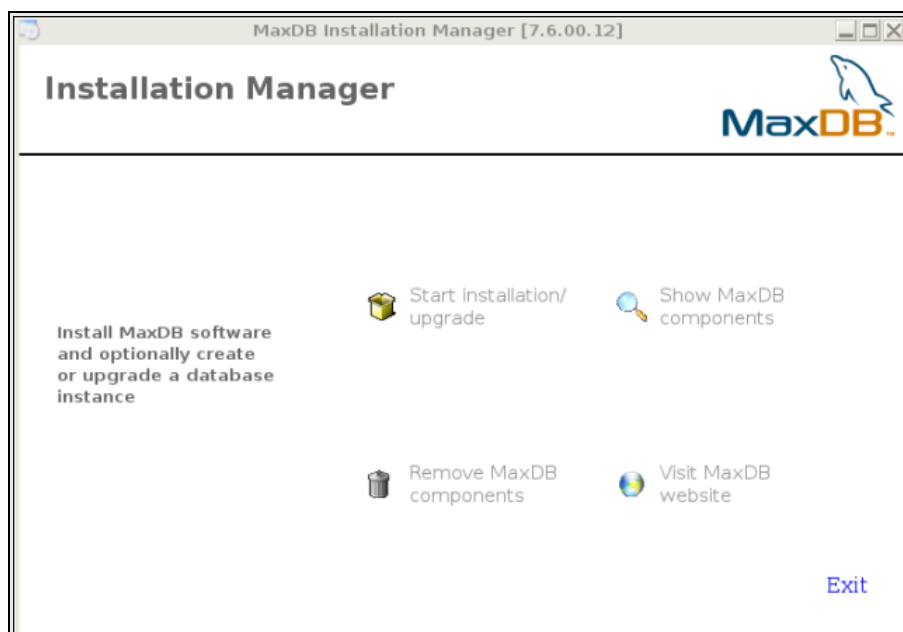 MaxDB Installation Manager [7.6.00.12]
Installation Manager
MaxDB™
Start installation/
upgrade
Show MaxDB
components
Install MaxDB software
and optionally create
or upgrade a database
instance
Remove MaxDB
components
Visit MaxDB
website
Exit